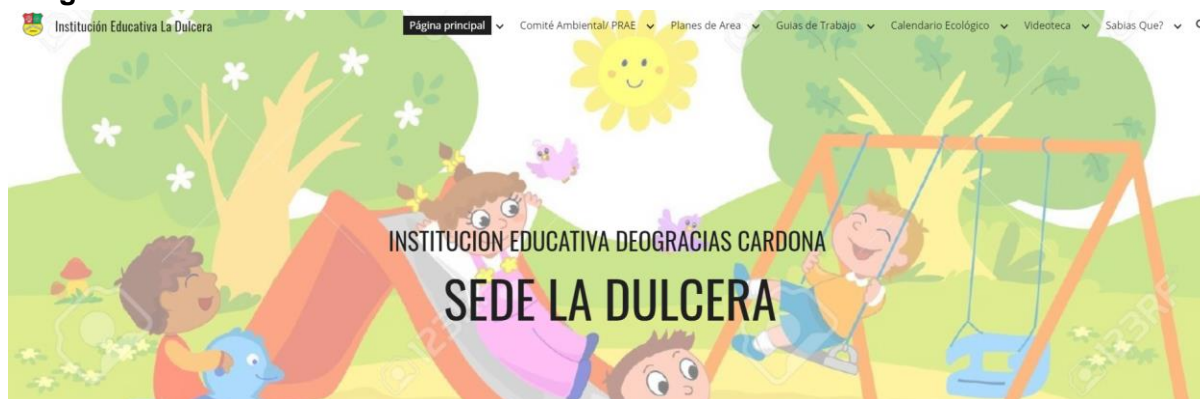 Institución Educativa La Dulcera
Página principal Comité Ambiental/ PRAE Planes de Area Guias de Trabajo Calendario Ecológico Videoteca Sabias Que?
INSTITUCION EDUCATIVA DEOGRACIAS CARDONA
SEDE LA DULCERA
123RF